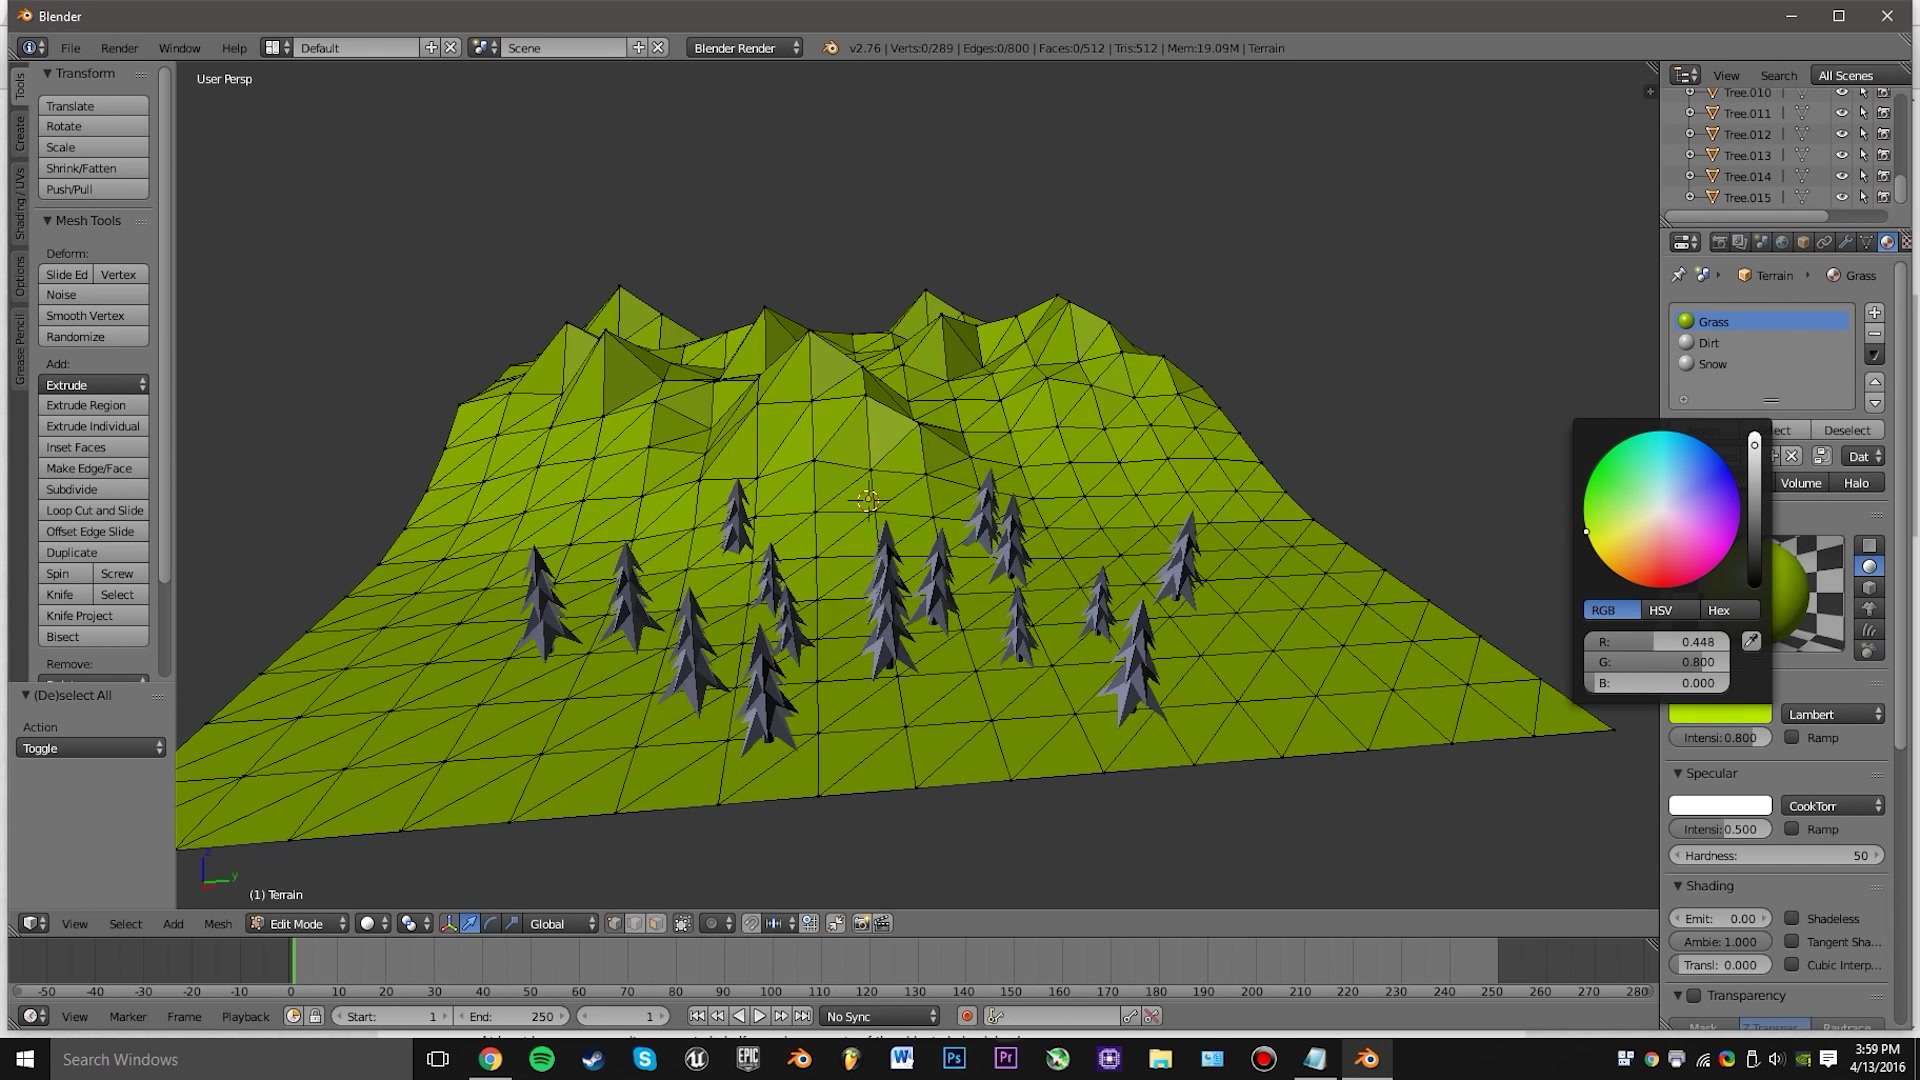 Blender
File Render Window Help Default Scene Blender Render v2.76 | Verts:0/289 | Edges:0/800 | Faces:0/512 | Tris:512 | Mem:19.09M | Terrain
Tools
Create
Shading / UVs
Options
Grease Pencil
Transform
Translate
Rotate
Scale
Shrink/Fatten
Push/Pull
Mesh Tools
Deform:
Slide Ed Vertex
Noise
Smooth Vertex
Randomize
Add:
Extrude
Extrude Region
Extrude Individual
Inset Faces
Make Edge/Face
Subdivide
Loop Cut and Slide
Offset Edge Slide
Duplicate
Spin Screw
Knife Select
Knife Project
Bisect
Remove:
(De)select All
Action
Toggle
User Persp
z
y
(1) Terrain
View Search All Scenes
Tree.010
Tree.011
Tree.012
Tree.013
Tree.014
Tree.015
Terrain Grass
Grass
Dirt
Snow
Deselect
Dat
Volume Halo
RGB HSV Hex
R: 0.448
G: 0.800
B: 0.000
Lambert
Intensi: 0.800 Ramp
Specular
CookTorr
Intensi: 0.500 Ramp
Hardness: 50
Shading
Emit: 0.00 Shadeless
Ambie: 1.000 Tangent Sha...
Transl: 0.000 Cubic Interp...
Transparency
Mask Z Transpar Raytrace
View Select Add Mesh Edit Mode Global
-50 -40 -30 -20 -10 0 10 20 30 40 50 60 70 80 90 100 110 120 130 140 150 160 170 180 190 200 210 220 230 240 250 260 270 280
View Marker Frame Playback Start: 1 End: 250 1 No Sync
Search Windows
EPIC
W
Ps
Pr
3:59 PM
4/13/2016